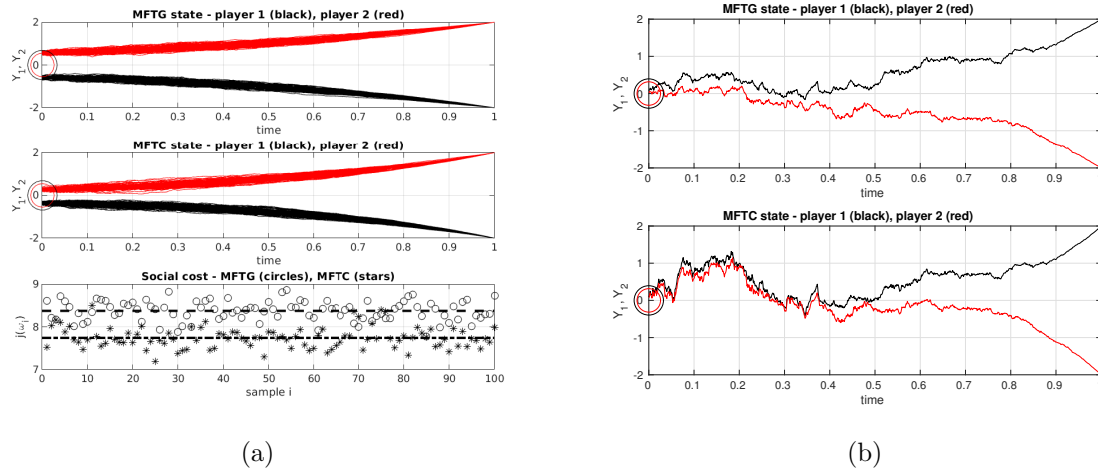 MFTG state - player 1 (black), player 2 (red)
2
0
-2
Y₁, Y₂
0 0.1 0.2 0.3 0.4 0.5 0.6 0.7 0.8 0.9 1
time
MFTC state - player 1 (black), player 2 (red)
2
0
-2
Y₁, Y₂
0 0.1 0.2 0.3 0.4 0.5 0.6 0.7 0.8 0.9 1
time
Social cost - MFTG (circles), MFTC (stars)
9
8
7
j(ω_i)
0 10 20 30 40 50 60 70 80 90 100
sample i
(a)
MFTG state - player 1 (black), player 2 (red)
2
1
0
-1
-2
Y₁, Y₂
0 0.1 0.2 0.3 0.4 0.5 0.6 0.7 0.8 0.9
time
MFTC state - player 1 (black), player 2 (red)
2
1
0
-1
-2
Y₁, Y₂
0 0.1 0.2 0.3 0.4 0.5 0.6 0.7 0.8 0.9
time
(b)